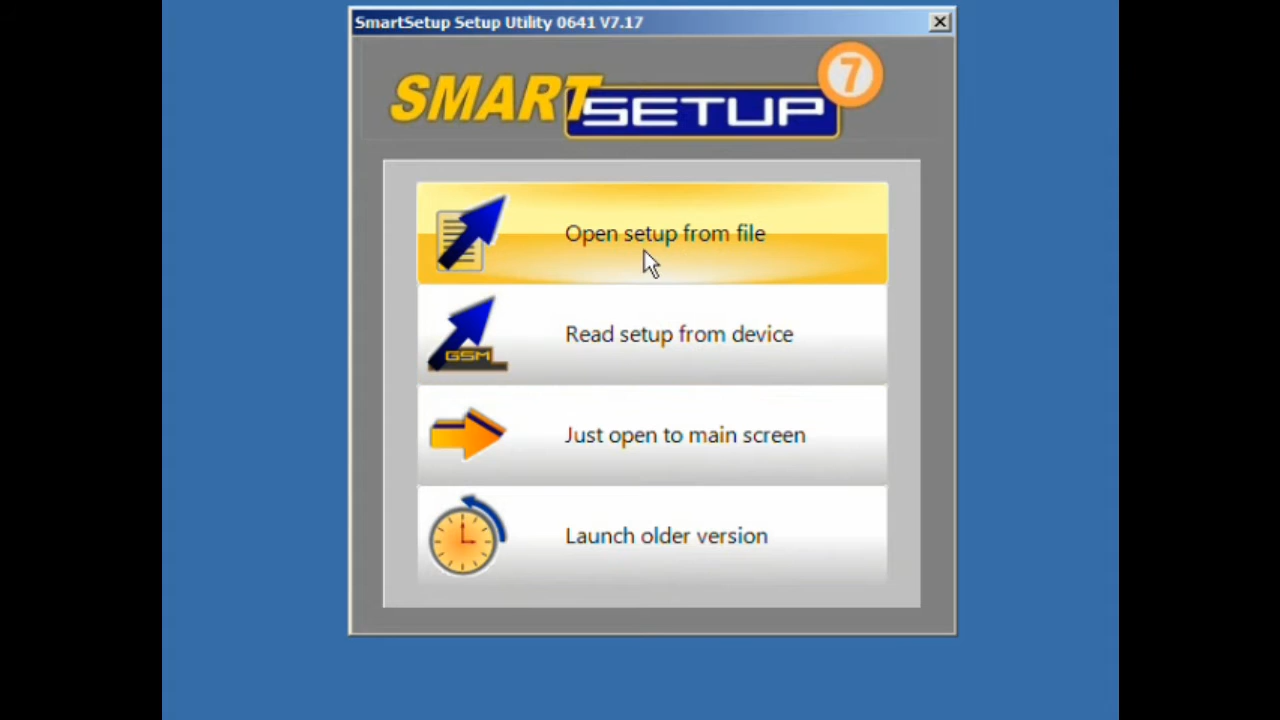 SmartSetup Setup Utility 0641 V7.17
SMART SETUP 7
Open setup from file
GSM
Read setup from device
Just open to main screen
Launch older version